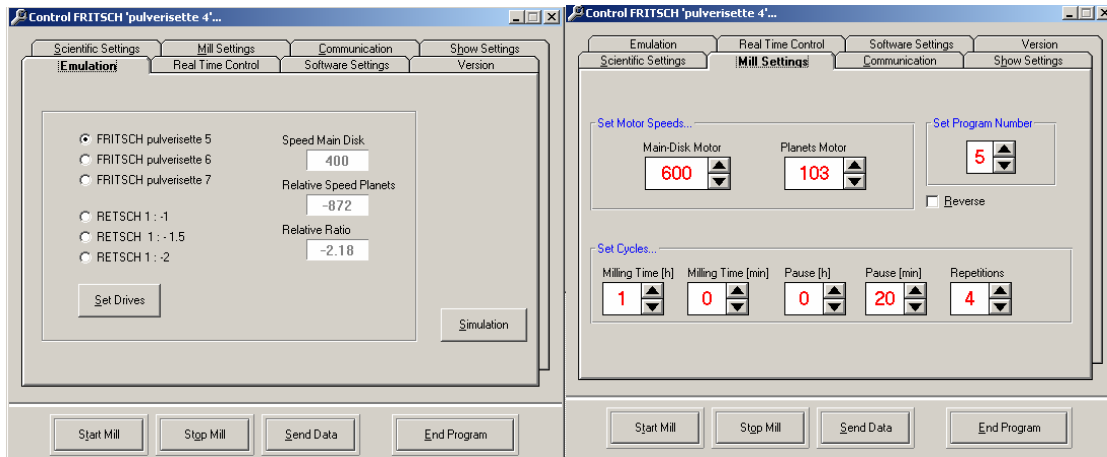 Control FRITSCH 'pulverisette 4'...
Scientific Settings Mill Settings Communication Show Settings
Emulation Real Time Control Software Settings Version
FRITSCH pulverisette 5
FRITSCH pulverisette 6
FRITSCH pulverisette 7
RETSCH 1 : -1
RETSCH 1 : - 1.5
RETSCH 1 : -2
Set Drives
Speed Main Disk
400
Relative Speed Planets
-872
Relative Ratio
-2.18
Simulation
Start Mill Stop Mill Send Data End Program
Control FRITSCH 'pulverisette 4'...
Emulation Real Time Control Software Settings Version
Scientific Settings Mill Settings Communication Show Settings
Set Motor Speeds...
Main-Disk Motor Planets Motor
600 103
Set Program Number
5
Reverse
Set Cycles...
Milling Time [h] Milling Time [min] Pause [h] Pause [min] Repetitions
1 0 0 20 4
Start Mill Stop Mill Send Data End Program